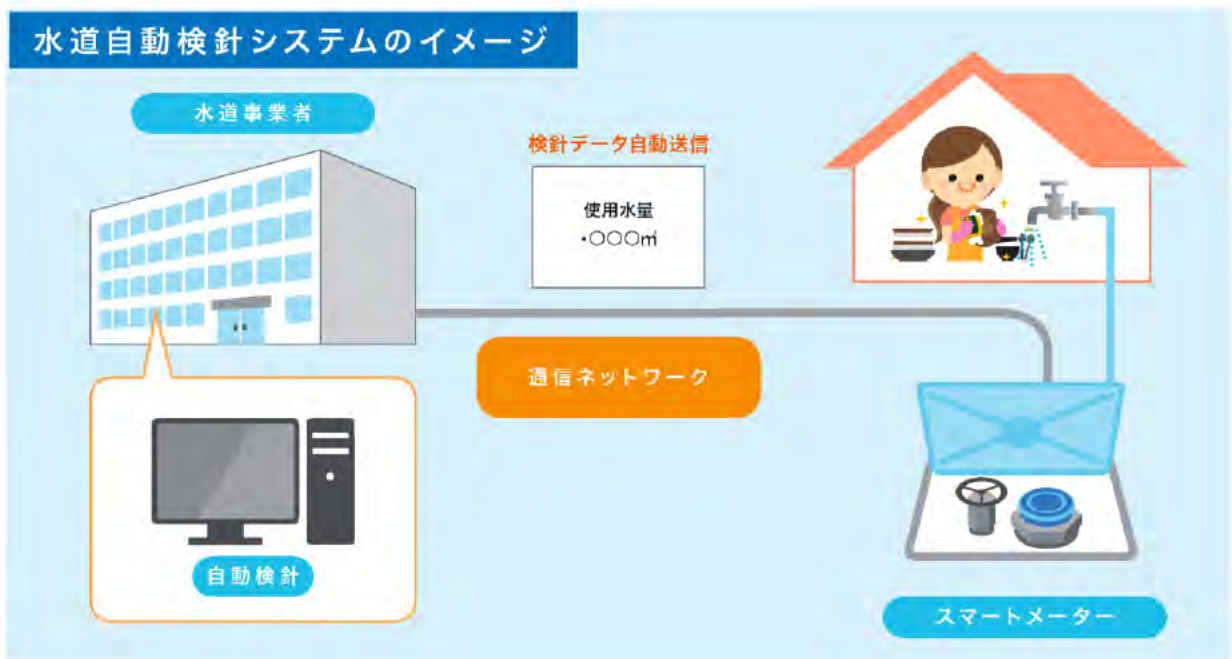 水道自動検針システムのイメージ
水道事業者
検針データ自動送信
使用水量
・○○○㎥
通信ネットワーク
自動検針
スマートメーター